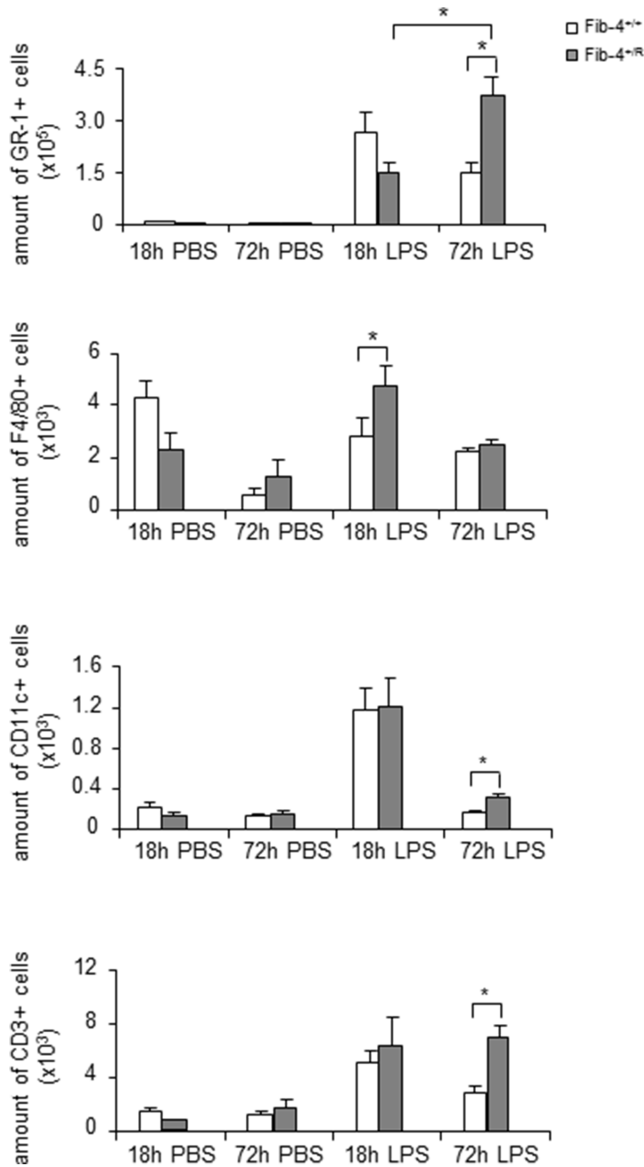 Fib-4+/+
Fib-4+/R
*
*
amount of GR-1+ cells
(x10⁵)
4.5
3.0
1.5
0
18h PBS 72h PBS 18h LPS 72h LPS
amount of F4/80+ cells
(x10³)
6
4
2
0
*
18h PBS 72h PBS 18h LPS 72h LPS
amount of CD11c+ cells
(x10³)
1.6
1.2
0.8
0.4
0
*
18h PBS 72h PBS 18h LPS 72h LPS
amount of CD3+ cells
(x10³)
12
8
4
0
*
18h PBS 72h PBS 18h LPS 72h LPS